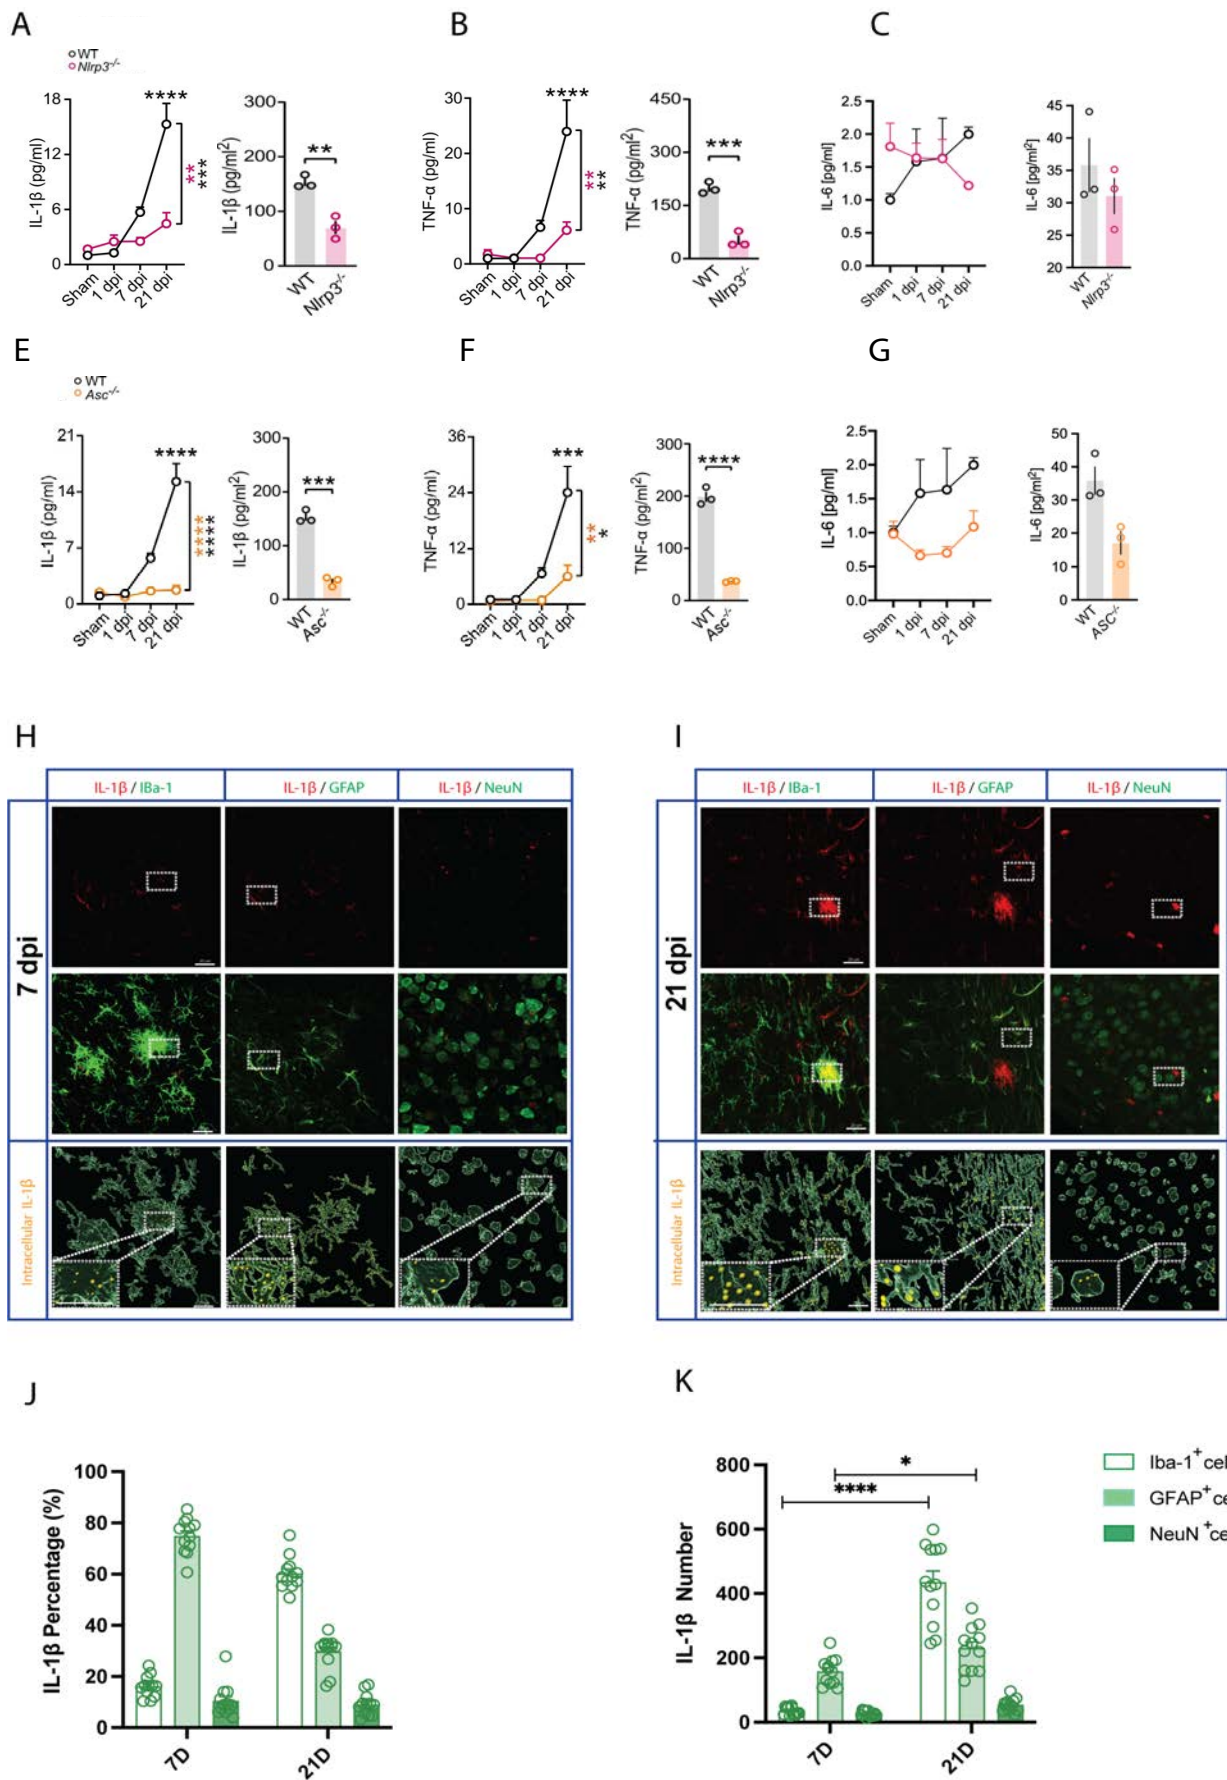 A
B
C
WT
Nlrp3-/-
18
12
6
0
IL-1β (pg/ml)
****
**
***
Sham
1 dpi
7 dpi
21 dpi
300
200
100
0
IL-1β (pg/ml²)
**
WT
Nlrp3-/-
30
20
10
0
TNF-α (pg/ml)
****
**
**
Sham
1 dpi
7 dpi
21 dpi
450
300
150
0
TNF-α (pg/ml²)
***
WT
Nlrp3-/-
2.5
2.0
1.5
1.0
0.5
0.0
IL-6 [pg/ml]
Sham
1 dpi
7 dpi
21 dpi
45
40
35
30
25
20
IL-6 [pg/ml²]
WT
Nlrp3-/-
E
F
G
WT
Asc-/-
21
14
7
0
IL-1β (pg/ml)
****
****
****
Sham
1 dpi
7 dpi
21 dpi
300
200
100
0
IL-1β (pg/ml²)
***
WT
Asc-/-
36
24
12
0
TNF-α (pg/ml)
***
**
*
Sham
1 dpi
7 dpi
21 dpi
300
200
100
0
TNF-α (pg/ml²)
****
WT
Asc-/-
2.5
2.0
1.5
1.0
0.5
0.0
IL-6 [pg/ml]
Sham
1 dpi
7 dpi
21 dpi
50
40
30
20
10
0
IL-6 [pg/ml²]
WT
ASC-/-
H
IL-1β / IBa-1
IL-1β / GFAP
IL-1β / NeuN
7 dpi
Intracellular IL-1β
I
IL-1β / IBa-1
IL-1β / GFAP
IL-1β / NeuN
21 dpi
Intracellular IL-1β
J
100
80
60
40
20
0
IL-1β Percentage (%)
7D
21D
K
800
600
400
200
0
IL-1β Number
*
****
7D
21D
Iba-1+cel
GFAP+ce
NeuN+ce